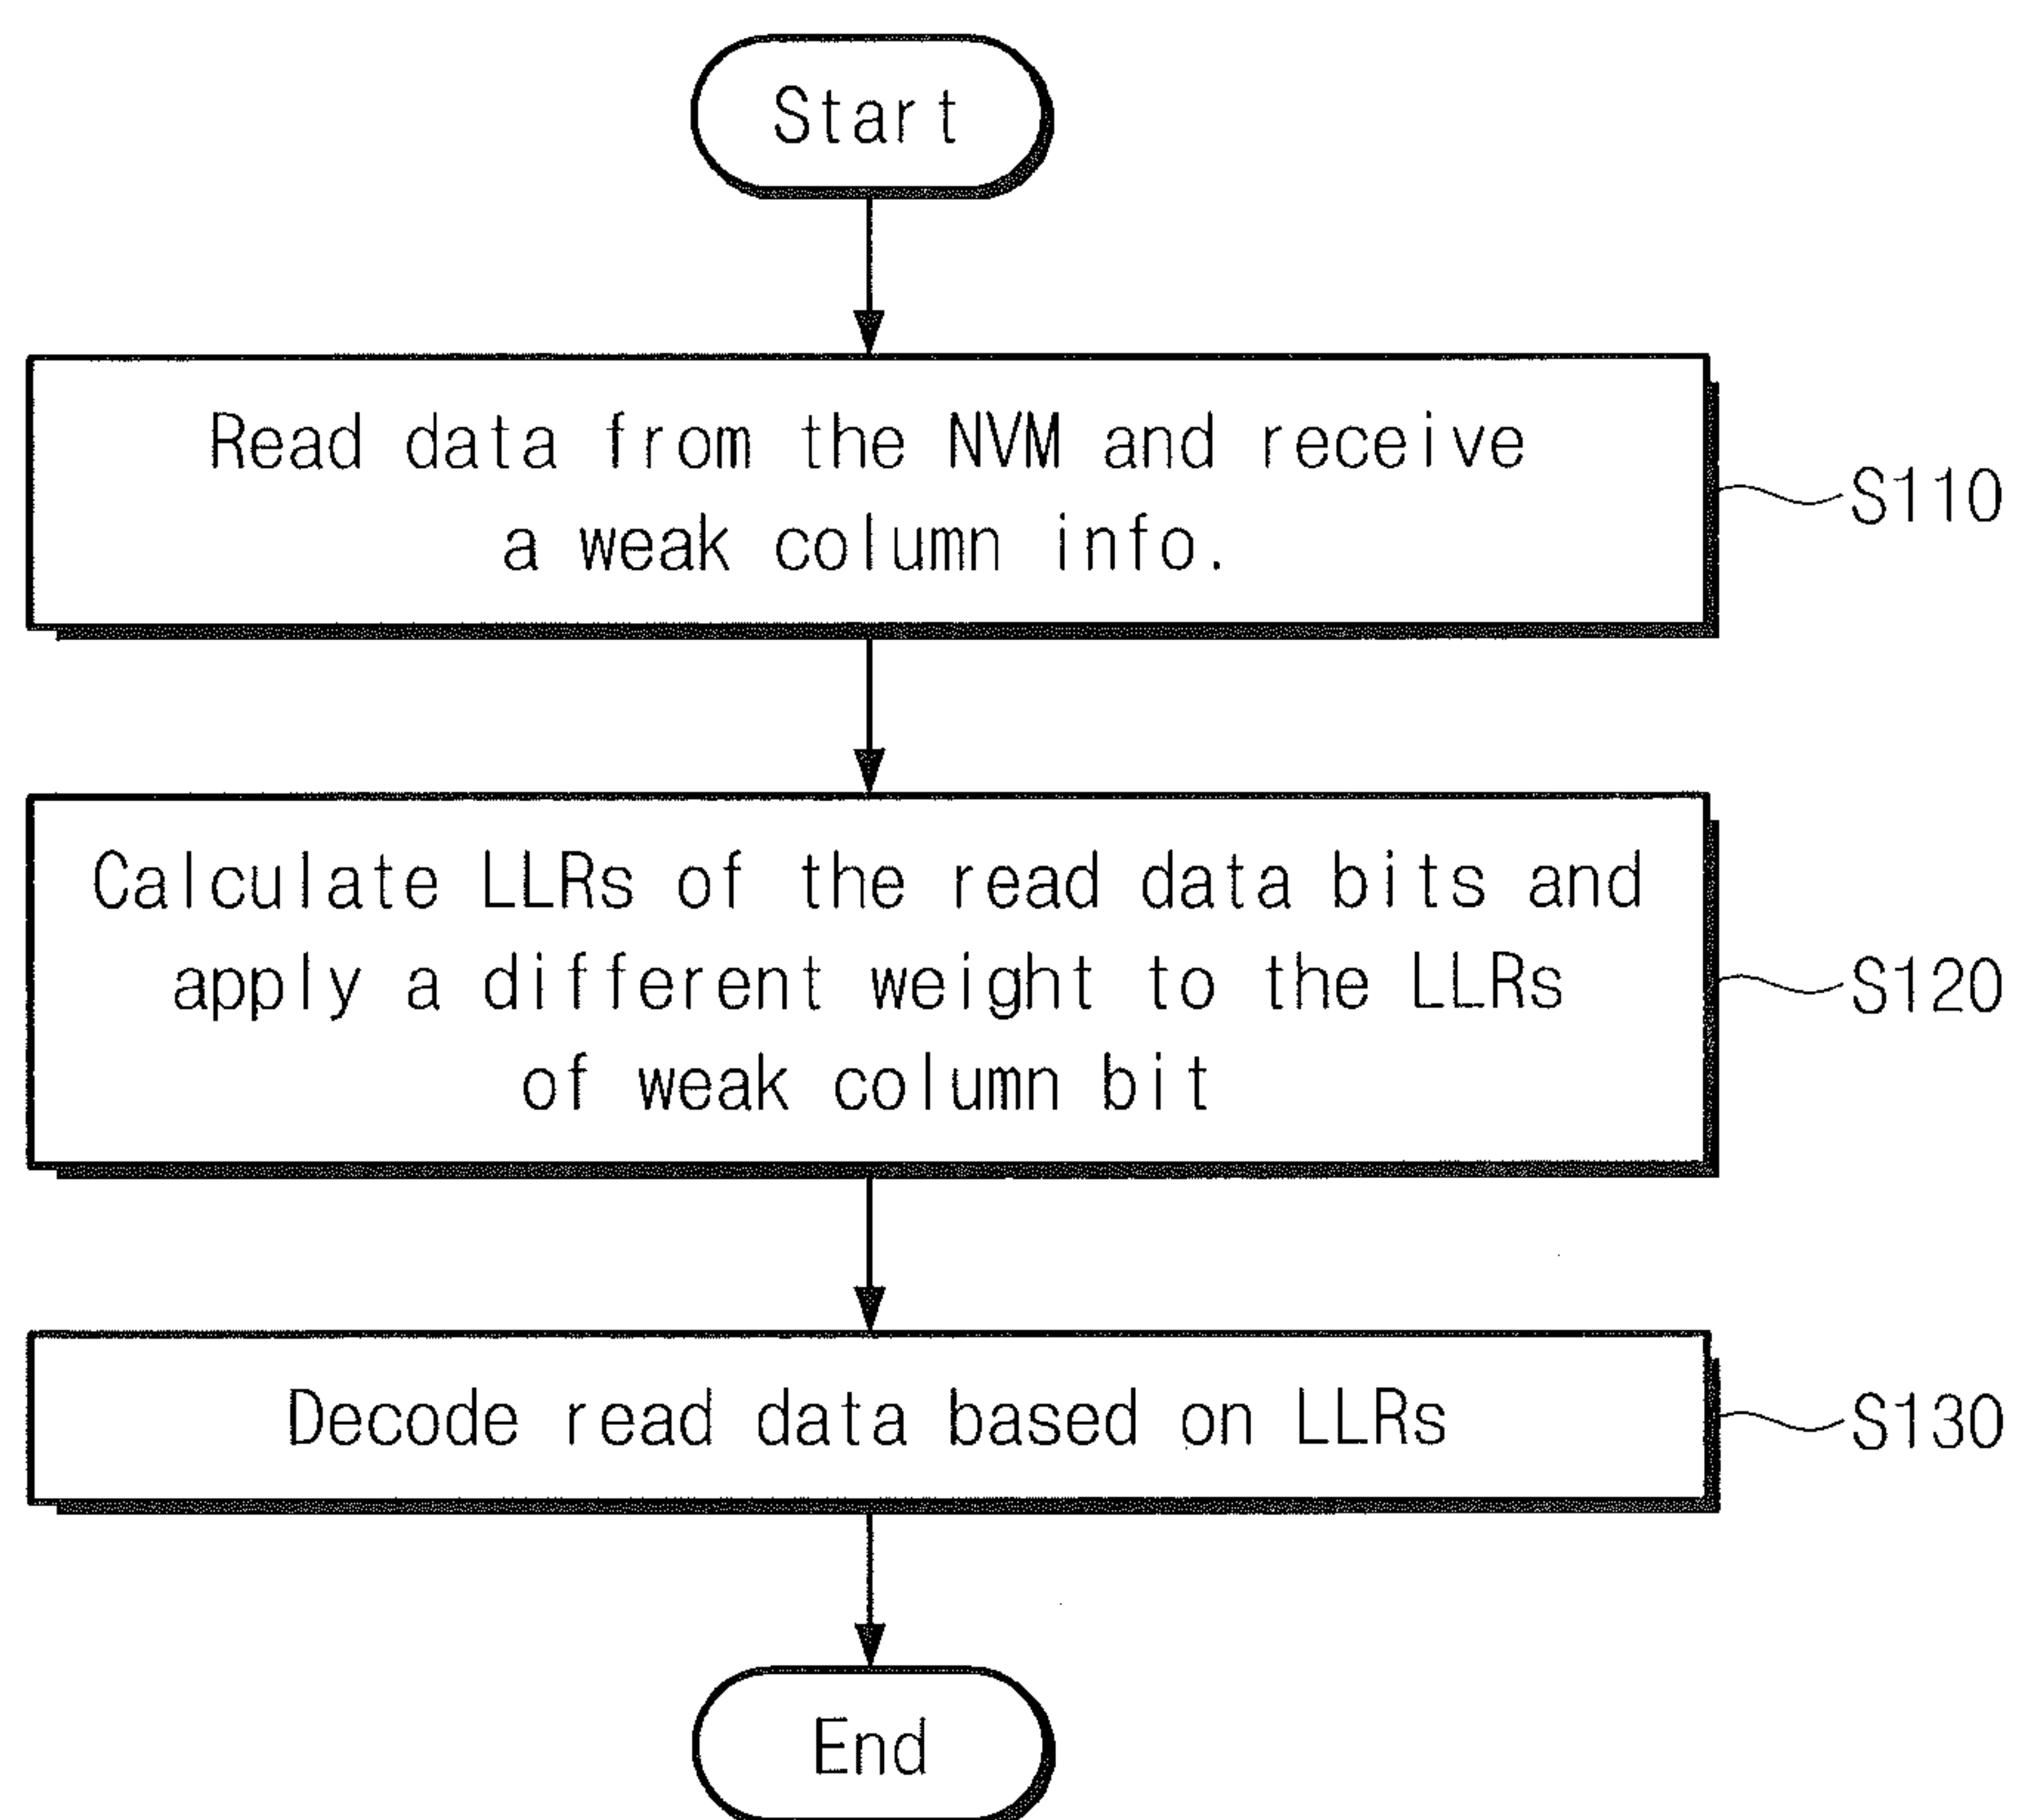 Start
Read data from the NVM and receive
a weak column info.
S110
Calculate LLRs of the read data bits and
apply a different weight to the LLRs
of weak column bit
S120
Decode read data based on LLRs
S130
End